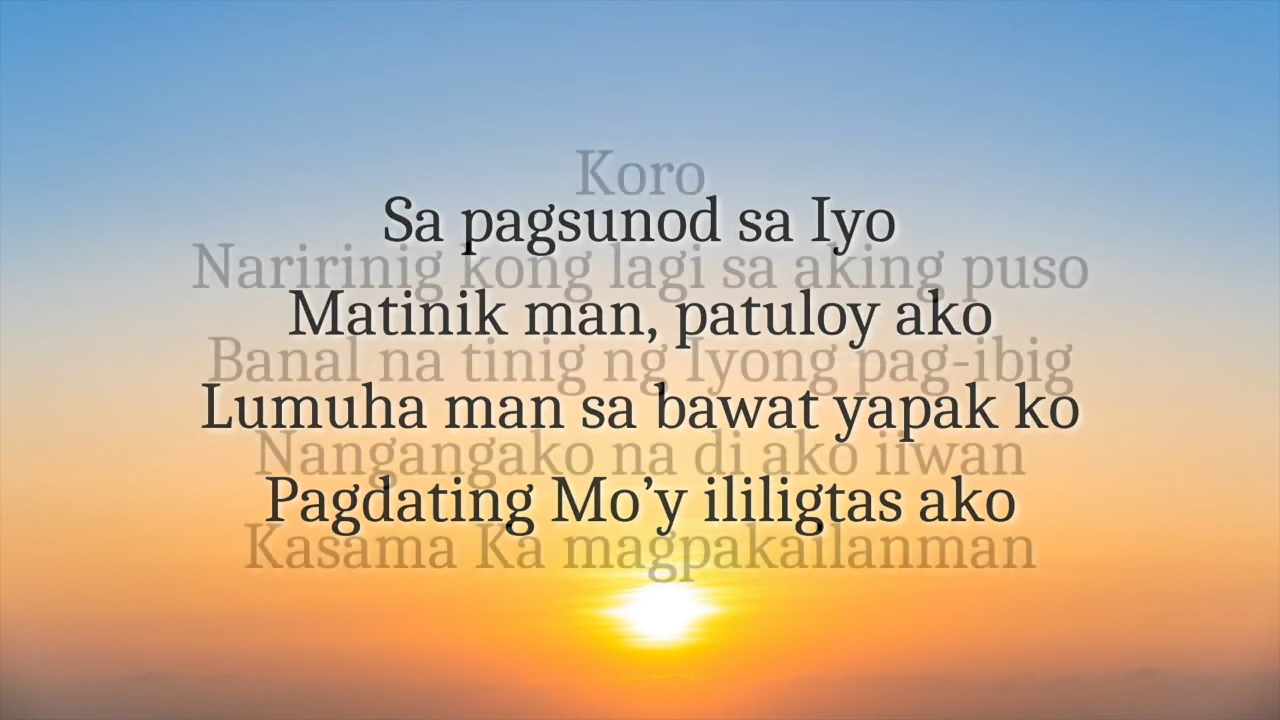 Koro
Sa pagsunod sa Iyo
Naririnig kong lagi sa aking puso
Matinik man, patuloy ako
Banal na tinig ng Iyong pag-ibig
Lumuha man sa bawat yapak ko
Nangangako na di ako iiwan
Pagdating Mo’y ililigtas ako
Kasama Ka magpakailanman